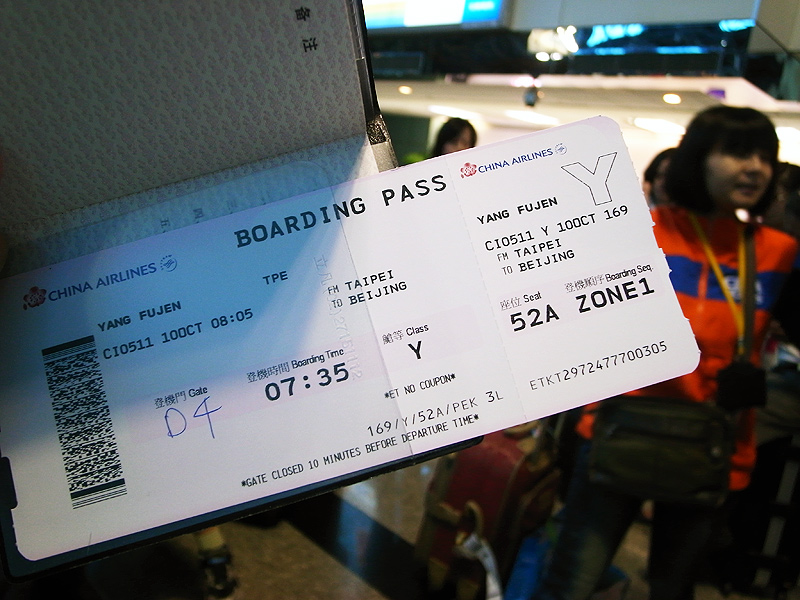 BOARDING PASS
CHINA AIRLINES
YANG FUJEN
TPE
FM TAIPEI
TO BEIJING
CI0511 10OCT 08:05
登機門 Gate
D4
登機時間 Boarding Time
07:35
艙等 Class
Y
*ET NO COUPON*
169/Y/52A/PEK 3L
*GATE CLOSED 10 MINUTES BEFORE DEPARTURE TIME*
CHINA AIRLINES
Y
YANG FUJEN
CI0511 Y 10OCT 169
FM TAIPEI
TO BEIJING
座位 Seat
52A
登機順序 Boarding Seq.
ZONE1
ETKT2972477700305